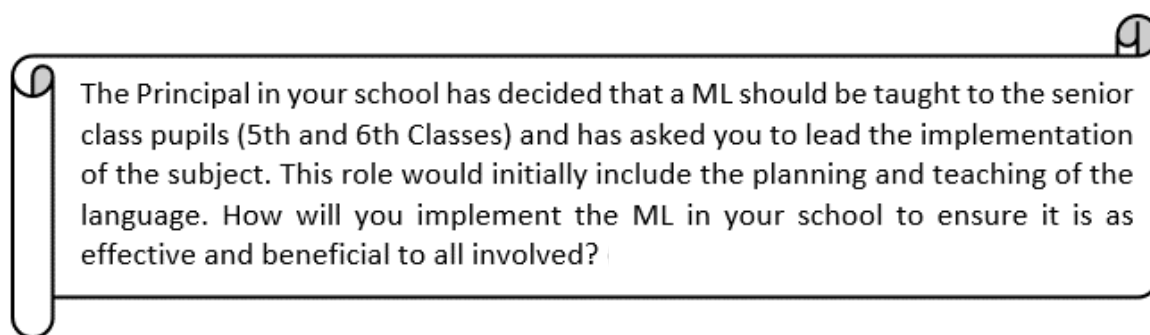 The Principal in your school has decided that a ML should be taught to the senior
class pupils (5th and 6th Classes) and has asked you to lead the implementation
of the subject. This role would initially include the planning and teaching of the
language. How will you implement the ML in your school to ensure it is as
effective and beneficial to all involved?